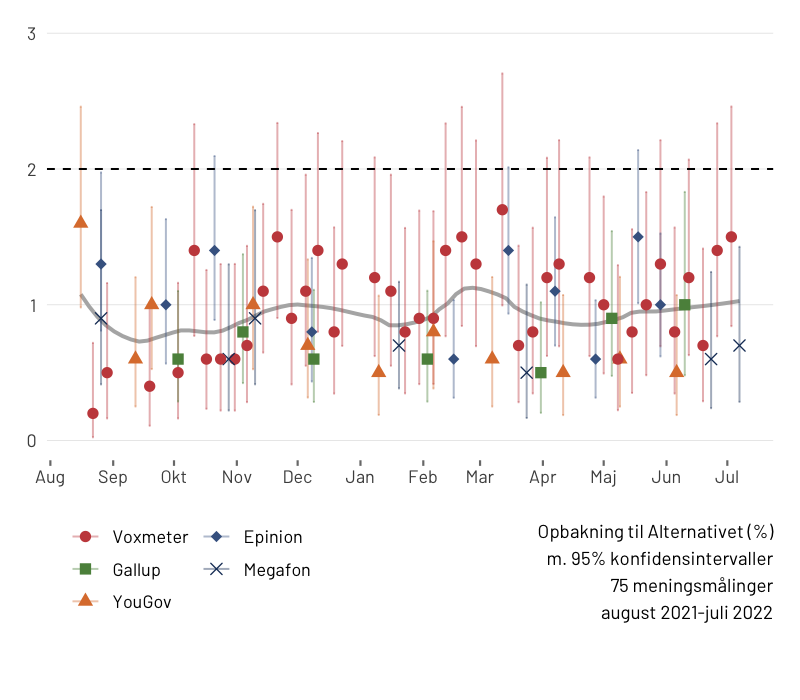 3
2
1
0
Aug Sep Okt Nov Dec Jan Feb Mar Apr Maj Jun Jul
Voxmeter Epinion
Gallup Megafon
YouGov
Opbakning til Alternativet (%)
m. 95% konfidensintervaller
75 meningsmålinger
august 2021-juli 2022